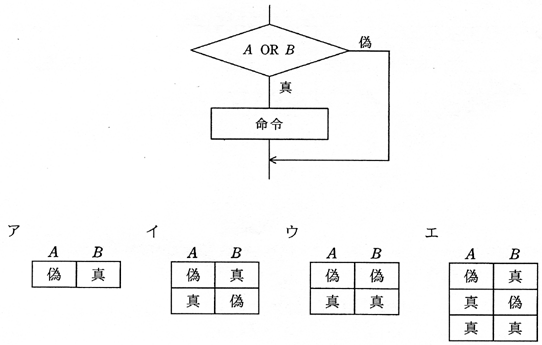 A OR B
偽
真
命令
ア イ ウ エ
A B A B A B A B
偽 真 偽 真 偽 偽 偽 真
真 偽 真 真 真 偽
真 真